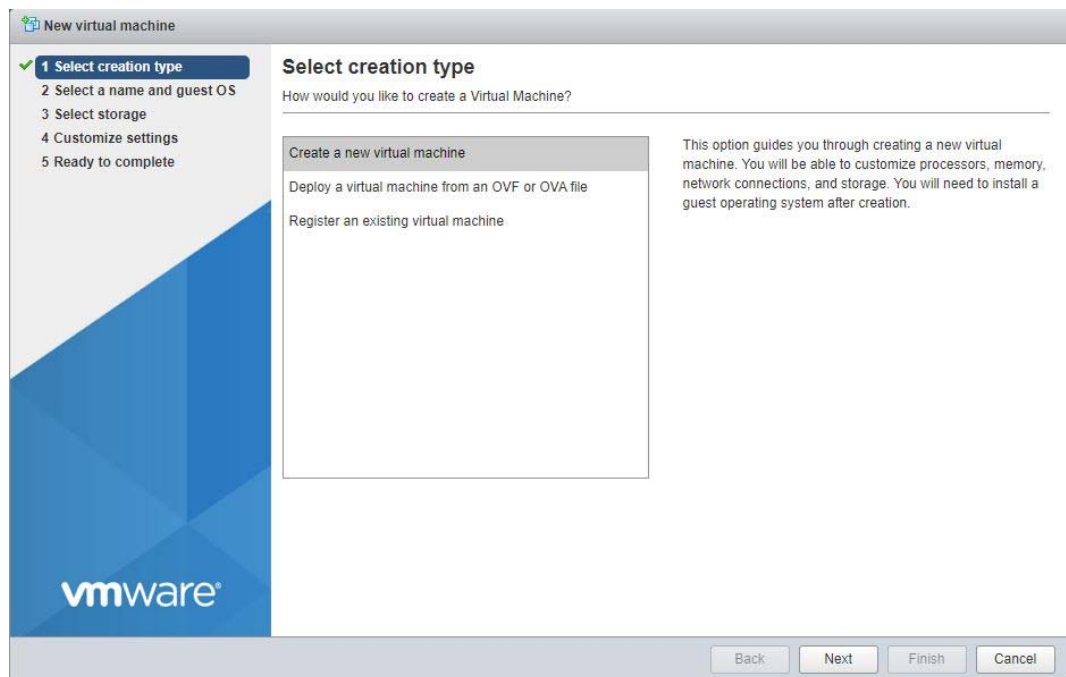 New virtual machine
1 Select creation type
2 Select a name and guest OS
3 Select storage
4 Customize settings
5 Ready to complete
Select creation type
How would you like to create a Virtual Machine?
Create a new virtual machine
Deploy a virtual machine from an OVF or OVA file
Register an existing virtual machine
This option guides you through creating a new virtual
machine. You will be able to customize processors, memory,
network connections, and storage. You will need to install a
guest operating system after creation.
vmware®
Back Next Finish Cancel